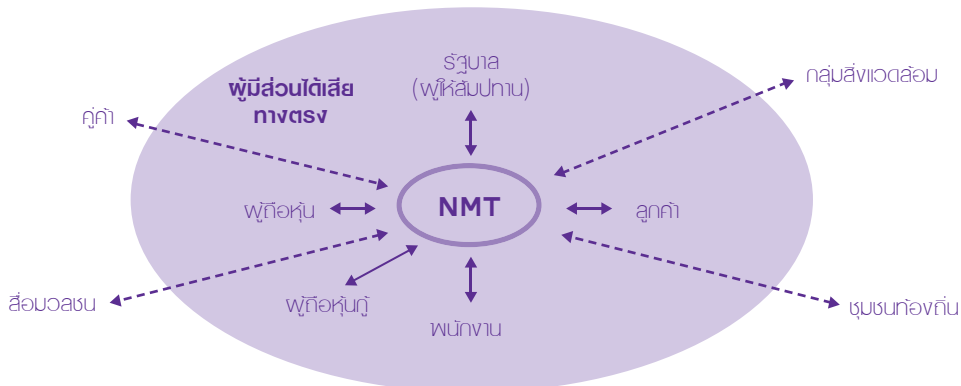 รัฐบาล
(ผู้ให้สัมปทาน)
กลุ่มสิ่งแวดล้อม
ผู้มีส่วนได้เสีย
ทางตรง
คู่ค้า
ผู้ถือหุ้น
NMT
ลูกค้า
สื่อมวลชน
ผู้ถือหุ้นกู้
พนักงาน
ชุมชนท้องถิ่น